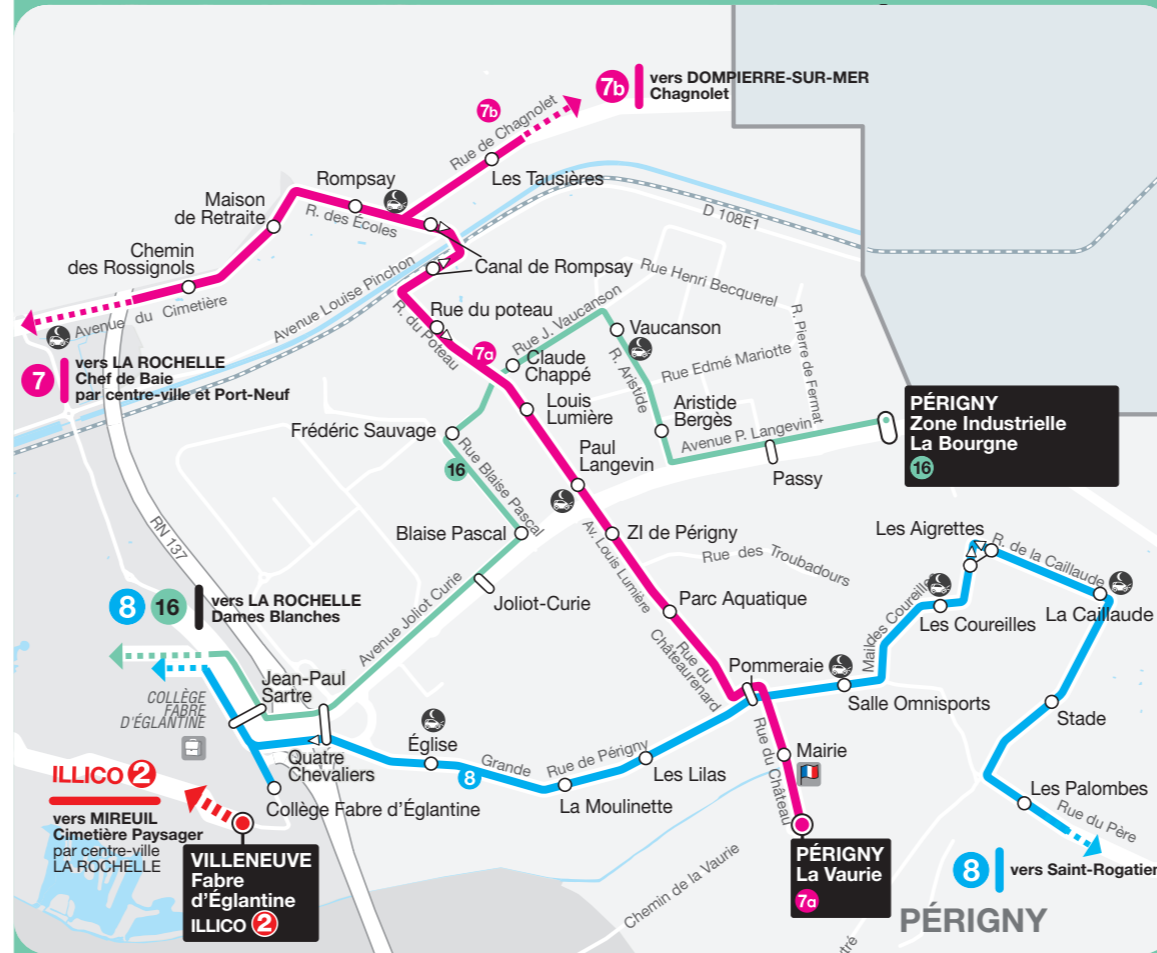 7b
vers DOMPIERRE-SUR-MER
Chagnolet
7b
Rue de Chagnolet
Les Tausières
Rompsay
Maison
de Retraite
R. des Écoles
D 108E1
Chemin
des Rossignols
Canal de Rompsay
Avenue Louise Pinchon
Rue Henri Becquerel
Avenue du Cimetière
Rue du poteau
R. du Poteau
Rue J. Vaucanson
Vaucanson
R. Pierre de Fermat
7a
7
vers LA ROCHELLE
Chef de Baie
par centre-ville et Port-Neuf
Claude
Chappé
R. Aristide
Rue Edmé Mariotte
Louis
Lumière
Aristide
Bergès
PÉRIGNY
Zone Industrielle
La Bourgne
16
Frédéric Sauvage
Avenue P. Langevin
Paul
Langevin
16
Rue Blaise Pascal
Passy
RN 137
Blaise Pascal
ZI de Périgny
Av. Louis Lumière
Rue des Troubadours
Les Aigrettes
R. de la Caillaude
Joliot-Curie
Avenue Joliot Curie
8 16
vers LA ROCHELLE
Dames Blanches
Parc Aquatique
Les Coureilles
La Caillaude
Rue du
Châteaurenard
Pommeraie
Jean-Paul
Sartre
COLLÈGE
FABRE
D'ÉGLANTINE
Salle Omnisports
Stade
Église
Grande
Rue de Périgny
8
Quatre
Chevaliers
Les Lilas
Mairie
Rue du Château
La Moulinette
Collège Fabre d'Églantine
Les Palombes
Rue du Père
ILLICO 2
vers MIREUIL
Cimetière Paysager
par centre-ville
LA ROCHELLE
VILLENEUVE
Fabre
d'Églantine
ILLICO 2
PÉRIGNY
La Vaurie
7a
Chemin de la Vaurie
8
vers Saint-Rogatien
PÉRIGNY